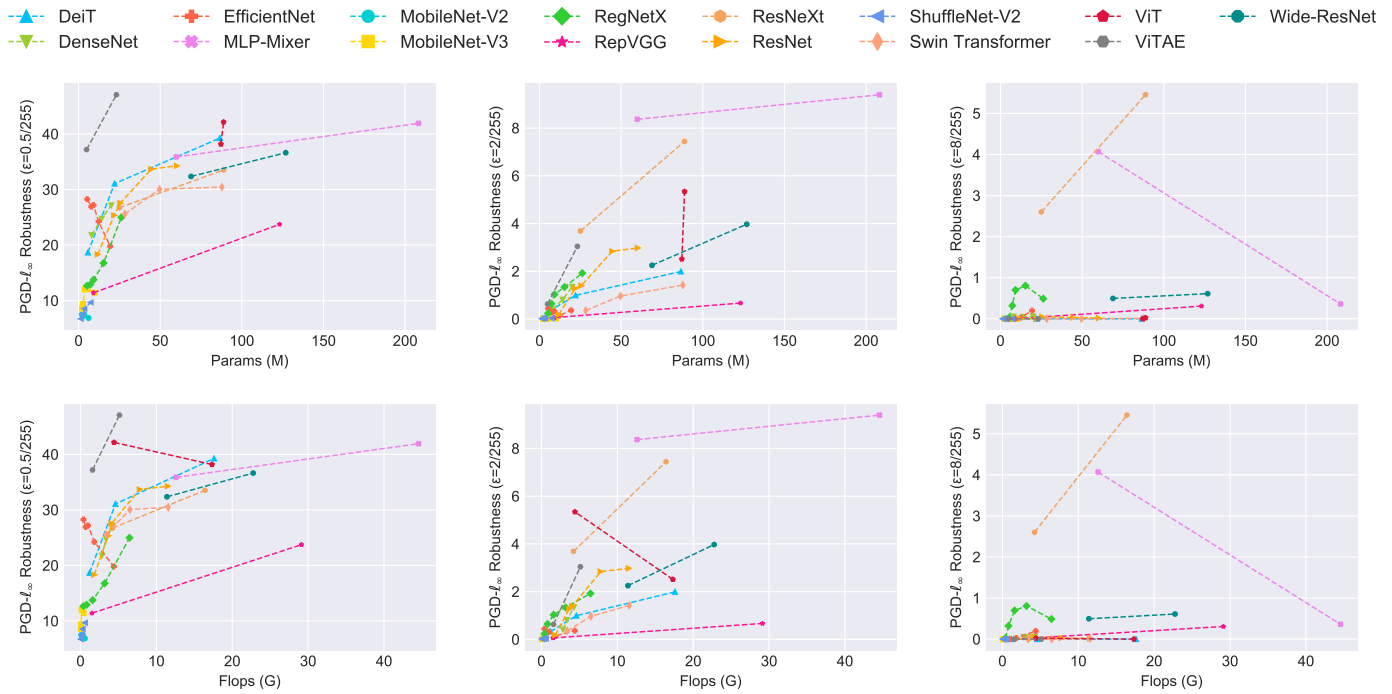 DeiT EfficientNet MobileNet-V2 RegNetX ResNeXt ShuffleNet-V2 ViT Wide-ResNet
DenseNet MLP-Mixer MobileNet-V3 RepVGG ResNet Swin Transformer ViTAE
PGD-ℓ∞ Robustness (ε=0.5/255)
40
30
20
10
0 50 100 150 200
Params (M)
PGD-ℓ∞ Robustness (ε=2/255)
8
6
4
2
0
0 50 100 150 200
Params (M)
PGD-ℓ∞ Robustness (ε=8/255)
5
4
3
2
1
0
0 50 100 150 200
Params (M)
PGD-ℓ∞ Robustness (ε=0.5/255)
40
30
20
10
0 10 20 30 40
Flops (G)
PGD-ℓ∞ Robustness (ε=2/255)
8
6
4
2
0
0 10 20 30 40
Flops (G)
PGD-ℓ∞ Robustness (ε=8/255)
5
4
3
2
1
0
0 10 20 30 40
Flops (G)